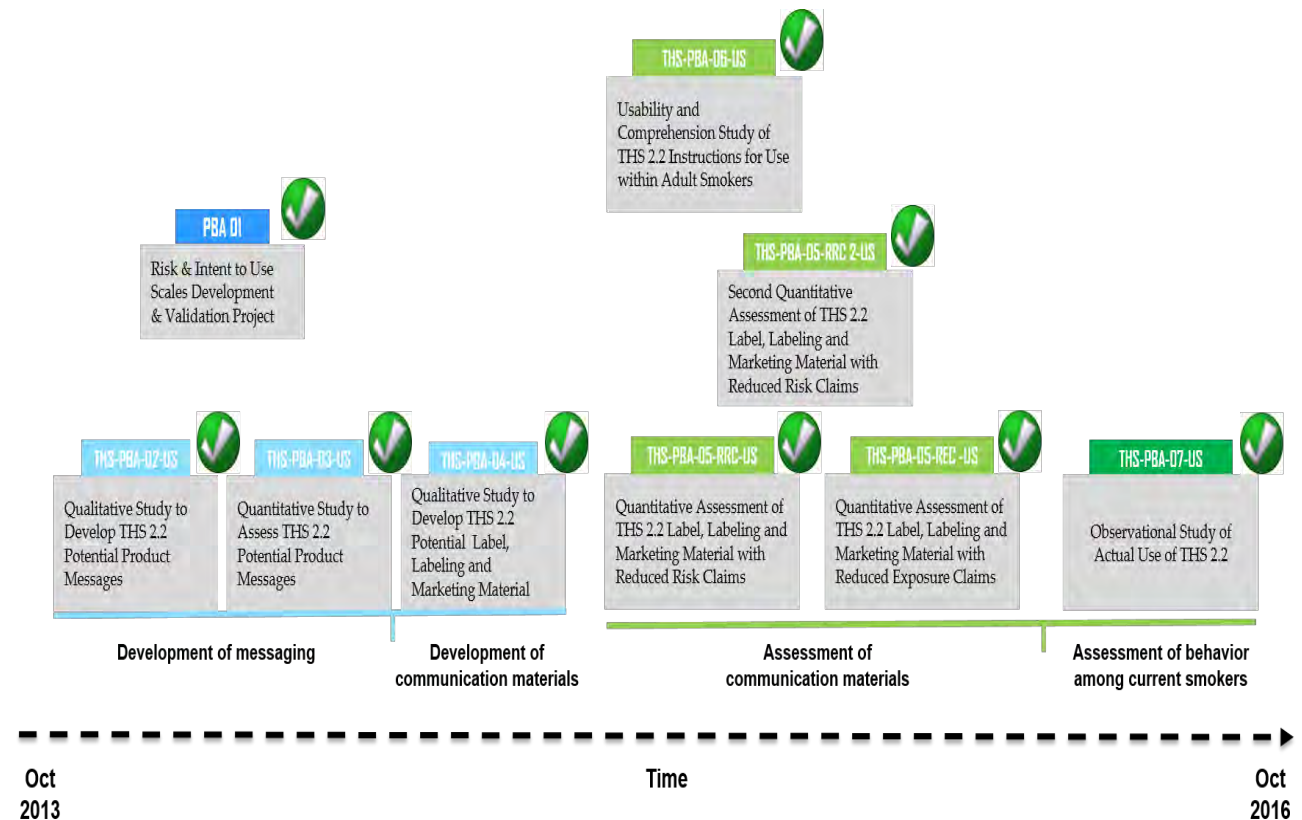 THS-PBA-06-US
Usability and
Comprehension Study of
THS 2.2 Instructions for Use
within Adult Smokers
PBA 01
Risk & Intent to Use
Scales Development
& Validation Project
THS-PBA-05-RRC 2-US
Second Quantitative
Assessment of THS 2.2
Label, Labeling and
Marketing Material with
Reduced Risk Claims
THS-PBA-02-US
Qualitative Study to
Develop THS 2.2
Potential Product
Messages
THS-PBA-03-US
Quantitative Study to
Assess THS 2.2
Potential Product
Messages
THS-PBA-04-US
Qualitative Study to
Develop THS 2.2
Potential Label,
Labeling and
Marketing Material
THS-PBA-05-RRC-US
Quantitative Assessment of
THS 2.2 Label, Labeling and
Marketing Material with
Reduced Risk Claims
THS-PBA-05-REC -US
Quantitative Assessment of
THS 2.2 Label, Labeling and
Marketing Material with
Reduced Exposure Claims
THS-PBA-07-US
Observational Study of
Actual Use of THS 2.2
Development of messaging
Development of
communication materials
Assessment of
communication materials
Assessment of behavior
among current smokers
Oct
2013
Time
Oct
2016